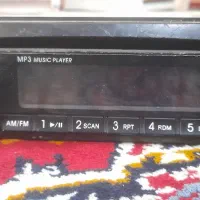 MP3 MUSIC PLAYER
AM/FM 1 ▶/II 2 SCAN 3 RPT 4 RDM 5